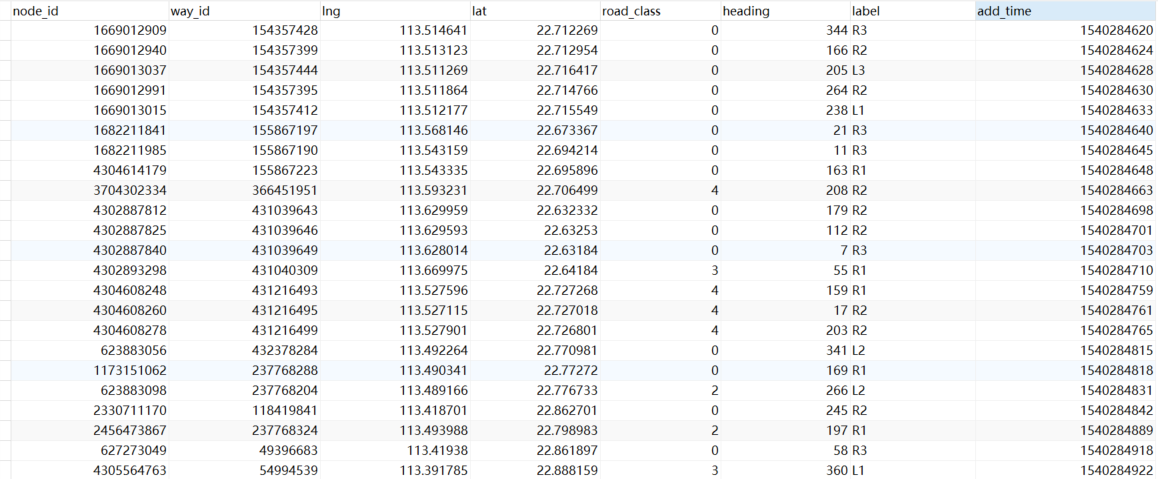 node_id way_id lng lat road_class heading label add_time
1669012909 154357428 113.514641 22.712269 0 344 R3 1540284620
1669012940 154357399 113.513123 22.712954 0 166 R2 1540284624
1669013037 154357444 113.511269 22.716417 0 205 L3 1540284628
1669012991 154357395 113.511864 22.714766 0 264 R2 1540284630
1669013015 154357412 113.512177 22.715549 0 238 L1 1540284633
1682211841 155867197 113.568146 22.673367 0 21 R3 1540284640
1682211985 155867190 113.543159 22.694214 0 11 R3 1540284645
4304614179 155867223 113.543335 22.695896 0 163 R1 1540284648
3704302334 366451951 113.593231 22.706499 4 208 R2 1540284663
4302887812 431039643 113.629959 22.632332 0 179 R2 1540284698
4302887825 431039646 113.629593 22.63253 0 112 R2 1540284701
4302887840 431039649 113.628014 22.63184 0 7 R3 1540284703
4302893298 431040309 113.669975 22.64184 3 55 R1 1540284710
4304608248 431216493 113.527596 22.727268 4 159 R1 1540284759
4304608260 431216495 113.527115 22.727018 4 17 R2 1540284761
4304608278 431216499 113.527901 22.726801 4 203 R2 1540284765
623883056 432378284 113.492264 22.770981 0 341 L2 1540284815
1173151062 237768288 113.490341 22.77272 0 169 R1 1540284818
623883098 237768204 113.489166 22.776733 2 266 L2 1540284831
2330711170 118419841 113.418701 22.862701 0 245 R2 1540284842
2456473867 237768324 113.493988 22.798983 2 197 R1 1540284889
627273049 49396683 113.41938 22.861897 0 58 R3 1540284918
4305564763 54994539 113.391785 22.888159 3 360 L1 1540284922